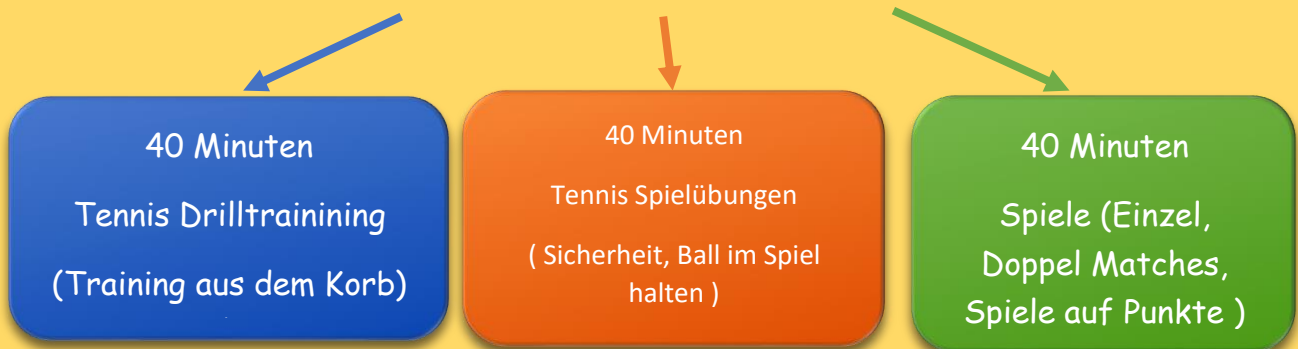 40 Minuten
Tennis Drilltrainining
(Training aus dem Korb)
40 Minuten
Tennis Spielübungen
( Sicherheit, Ball im Spiel
halten )
40 Minuten
Spiele (Einzel,
Doppel Matches,
Spiele auf Punkte )